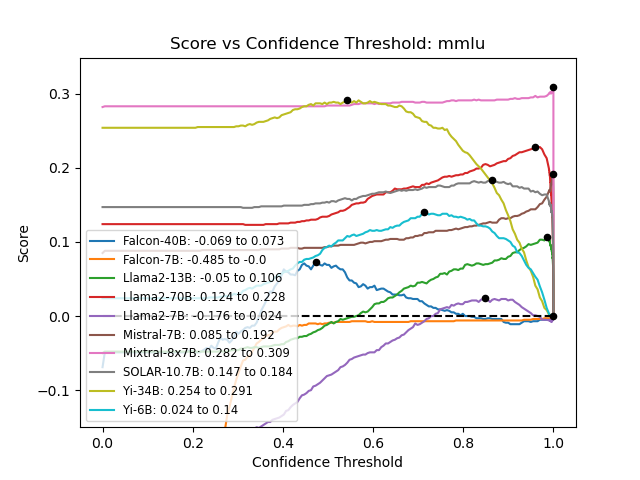 Score vs Confidence Threshold: mmlu
Score
0.3
0.2
0.1
0.0
−0.1
Falcon-40B: -0.069 to 0.073
Falcon-7B: -0.485 to -0.0
Llama2-13B: -0.05 to 0.106
Llama2-70B: 0.124 to 0.228
Llama2-7B: -0.176 to 0.024
Mistral-7B: 0.085 to 0.192
Mixtral-8x7B: 0.282 to 0.309
SOLAR-10.7B: 0.147 to 0.184
Yi-34B: 0.254 to 0.291
Yi-6B: 0.024 to 0.14
0.0 0.2 0.4 0.6 0.8 1.0
Confidence Threshold